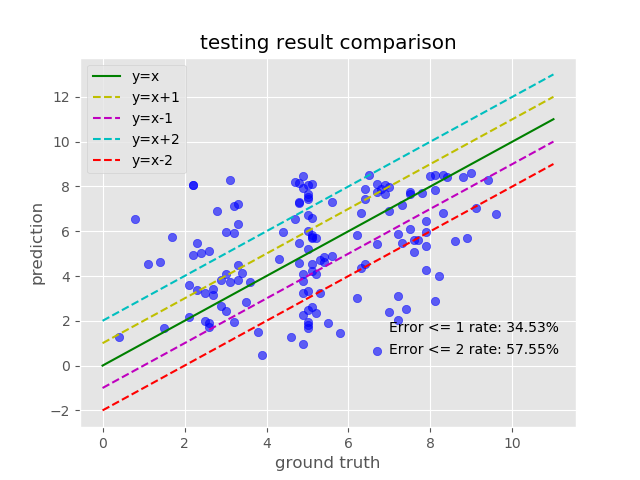 testing result comparison
y=x
y=x+1
y=x-1
y=x+2
y=x-2
12
10
8
6
4
2
0
−2
prediction
Error <= 1 rate: 34.53%
Error <= 2 rate: 57.55%
0
2
4
6
8
10
ground truth